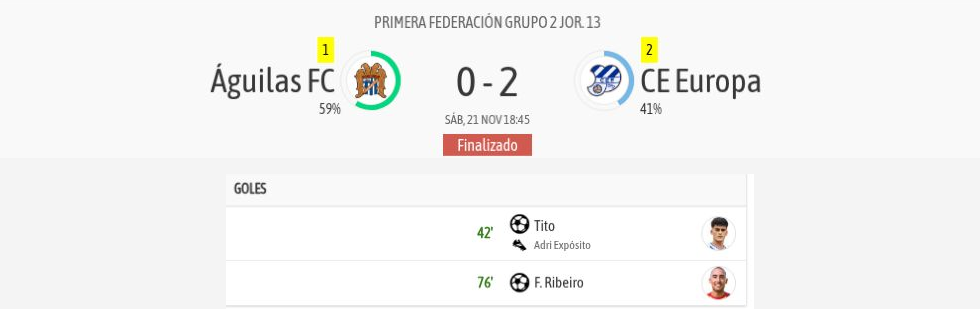 PRIMERA FEDERACIÓN GRUPO 2 JOR. 13
1
2
Águilas FC
0 - 2
CE Europa
59%
41%
SÁB, 21 NOV 18:45
Finalizado
GOLES
42' Tito
Adri Expósito
76' F. Ribeiro